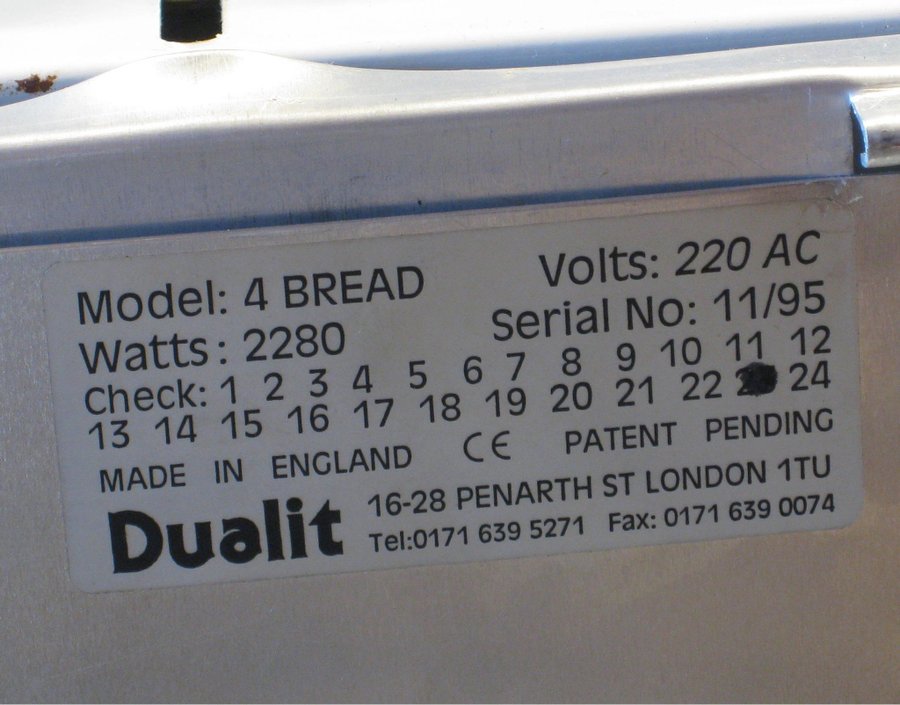 Model: 4 BREAD Volts: 220 AC
Watts: 2280 Serial No: 11/95
Check: 1 2 3 4 5 6 7 8 9 10 11 12
13 14 15 16 17 18 19 20 21 22 24
MADE IN ENGLAND CE PATENT PENDING
Dualit 16-28 PENARTH ST LONDON 1TU
Tel:0171 639 5271 Fax: 0171 639 0074